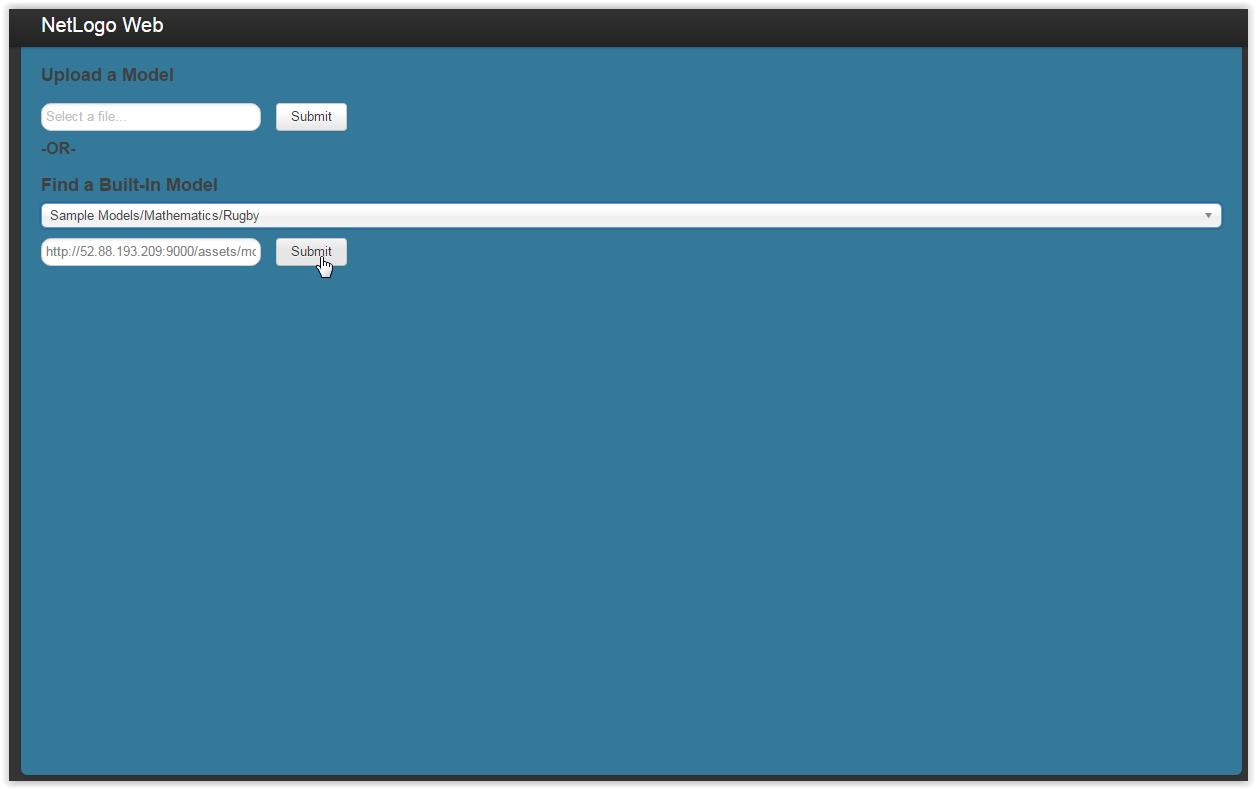 NetLogo Web
Upload a Model
Select a file...
Submit
-OR-
Find a Built-In Model
Sample Models/Mathematics/Rugby
http://52.88.193.209:9000/assets/mo
Submit